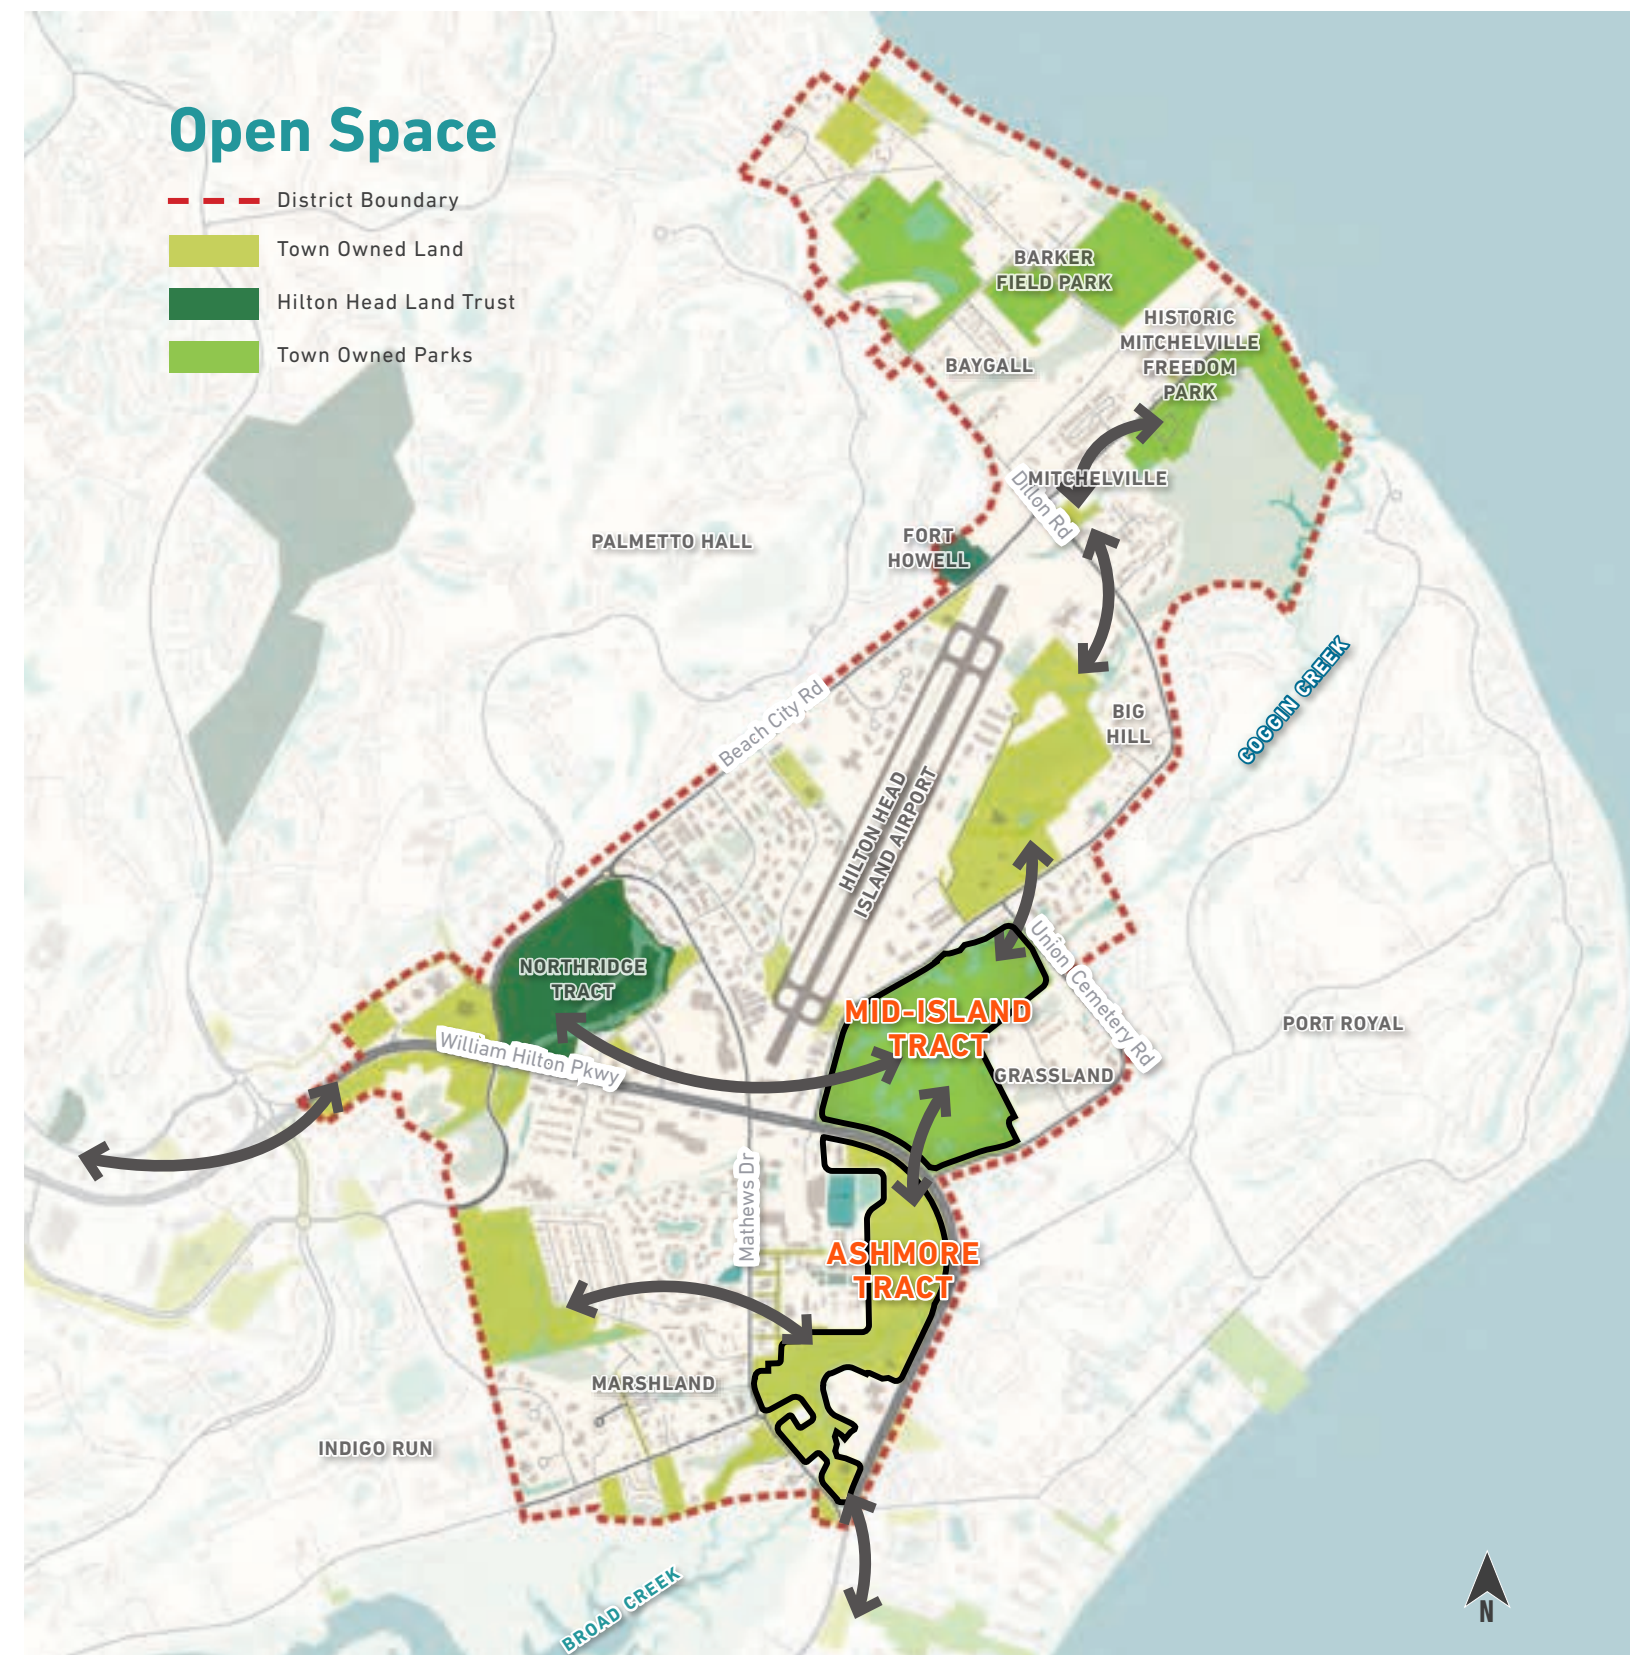 Open Space
District Boundary
Town Owned Land
Hilton Head Land Trust
Town Owned Parks
BARKER
FIELD PARK
HISTORIC
MITCHELVILLE
FREEDOM
PARK
BAYGALL
MITCHELVILLE
Dillon Rd
PALMETTO HALL
FORT
HOWELL
COGGIN CREEK
BIG
HILL
Beach City Rd
HILTON HEAD
ISLAND AIRPORT
NORTHRIDGE
TRACT
Union Cemetery Rd
MID-ISLAND
TRACT
PORT ROYAL
William Hilton Pkwy
GRASSLAND
Mathews Dr
ASHMORE
TRACT
MARSHLAND
INDIGO RUN
BROAD CREEK
N